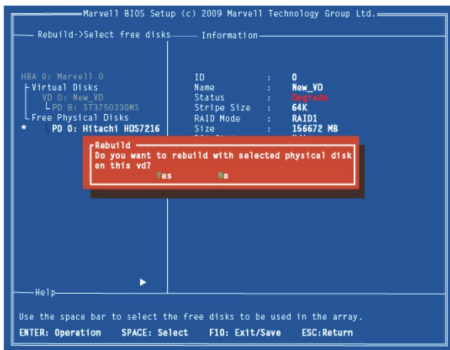 Marvell BIOS Setup (c) 2009 Marvell Technology Group Ltd.
Rebuild->Select free disks
Information
HBA 0: Marvell 0
Virtual Disks
VD 0: New_VD
PD 8: ST3750330NS
Free Physical Disks
* PD 0: Hitachi HDS7216
ID : 0
Name : New_VD
Status : Degrade
Stripe Size : 64K
RAID Mode : RAID1
Size : 156672 MB
Rebuild
Do you want to rebuild with selected physical disk
on this vd?
Yes No
Help
Use the space bar to select the free disks to be used in the array.
ENTER: Operation SPACE: Select F10: Exit/Save ESC:Return